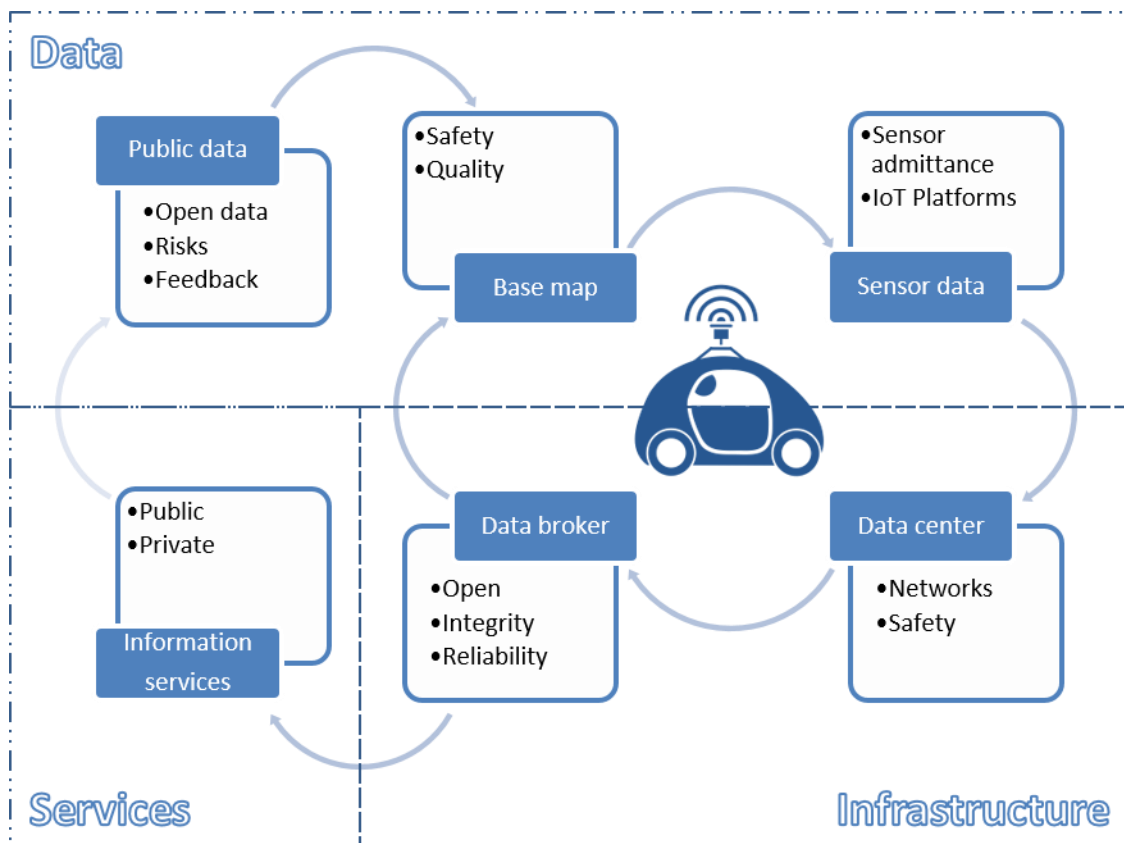 Data
Public data
•Open data
•Risks
•Feedback
•Safety
•Quality
Base map
•Sensor
admittance
•IoT Platforms
Sensor data
•Public
•Private
Information
services
Data broker
•Open
•Integrity
•Reliability
Data center
•Networks
•Safety
Services
Infrastructure